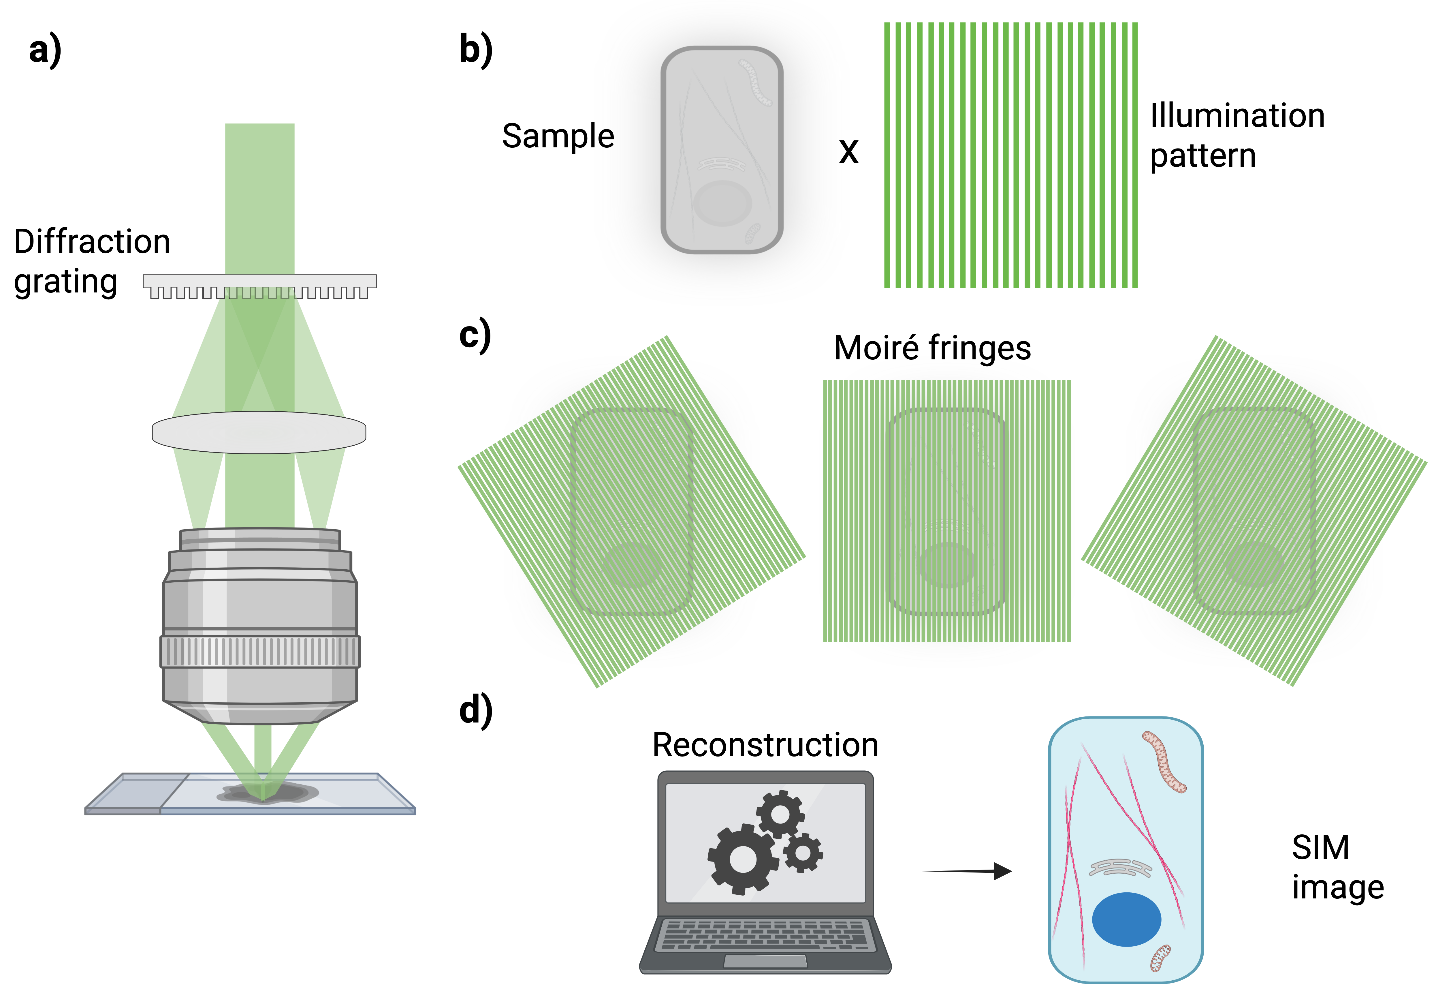 a)
Diffraction
grating
b)
Sample
x
Illumination
pattern
c)
Moiré fringes
d)
Reconstruction
SIM
image